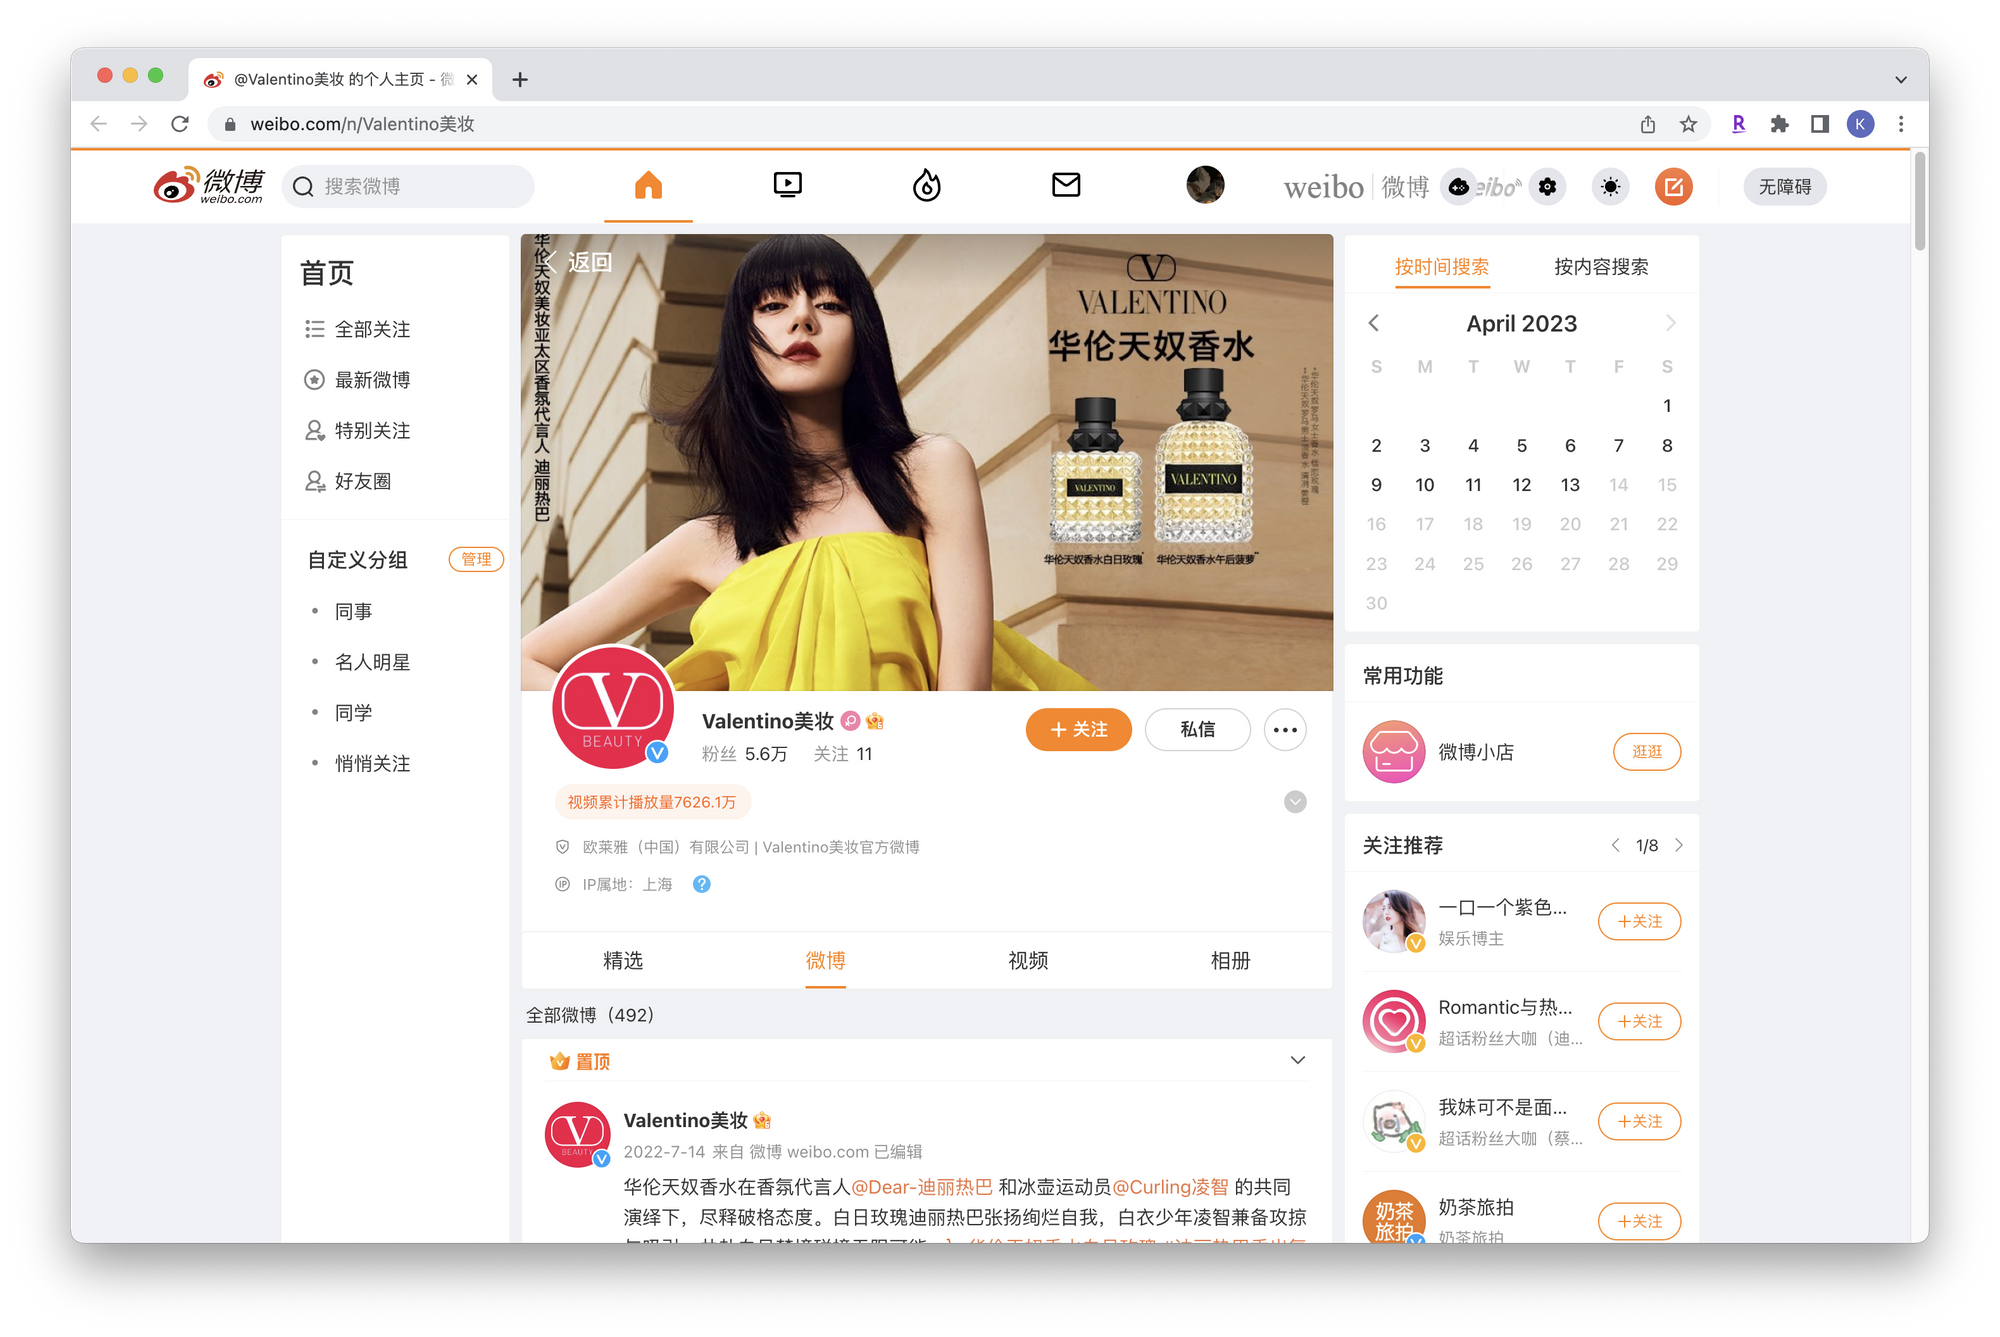 @Valentino美妆 的个人主页 - 微
weibo.com/n/Valentino美妆
K
微博
weibo.com
搜索微博
weibo 微博
eibo
无障碍
首页
全部关注
最新微博
特别关注
好友圈
自定义分组
管理
同事
名人明星
同学
悄悄关注
返回
华伦天奴美妆亚太区香氛代言人 迪丽热巴
VALENTINO
华伦天奴香水
VALENTINO
VALENTINO
华伦天奴香水白日玫瑰*
华伦天奴香水午后菠萝**
V
BEAUTY
Valentino美妆
粉丝 5.6万 关注 11
+ 关注
私信
视频累计播放量7626.1万
欧莱雅（中国）有限公司 | Valentino美妆官方微博
IP属地：上海
精选 微博 视频 相册
全部微博（492）
置顶
V
BEAUTY
Valentino美妆
2022-7-14 来自 微博 weibo.com 已编辑
华伦天奴香水在香氛代言人@Dear-迪丽热巴 和冰壶运动员@Curling凌智 的共同
演绎下，尽释破格态度。白日玫瑰迪丽热巴张扬绚烂自我，白衣少年凌智兼备攻掠
按时间搜索 按内容搜索
April 2023
S M T W T F S
1
2 3 4 5 6 7 8
9 10 11 12 13 14 15
16 17 18 19 20 21 22
23 24 25 26 27 28 29
30
常用功能
微博小店
逛逛
关注推荐
1/8
一口一个紫色...
娱乐博主
+关注
Romantic与热...
超话粉丝大咖（迪...
+关注
我妹可不是面...
超话粉丝大咖（蔡...
+关注
奶茶
旅拍
奶茶旅拍
奶茶旅拍
+关注